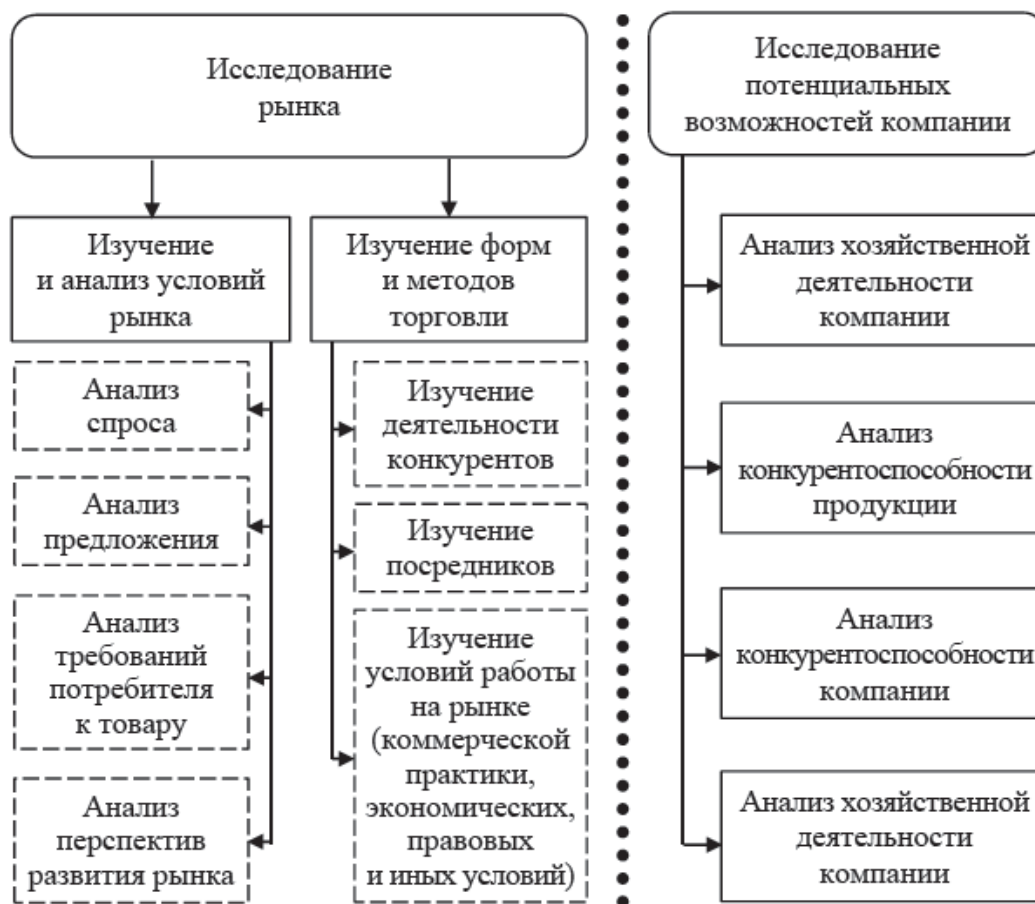 Исследование
рынка
Изучение
и анализ условий
рынка
Анализ
спроса
Анализ
предложения
Анализ
требований
потребителя
к товару
Анализ
перспектив
развития рынка
Изучение форм
и методов
торговли
Изучение
деятельности
конкурентов
Изучение
посредников
Изучение
условий работы
на рынке
(коммерческой
практики,
экономических,
правовых
и иных условий)
Исследование
потенциальных
возможностей компании
Анализ хозяйственной
деятельности
компании
Анализ
конкурентоспособности
продукции
Анализ
конкурентоспособности
компании
Анализ хозяйственной
деятельности
компании